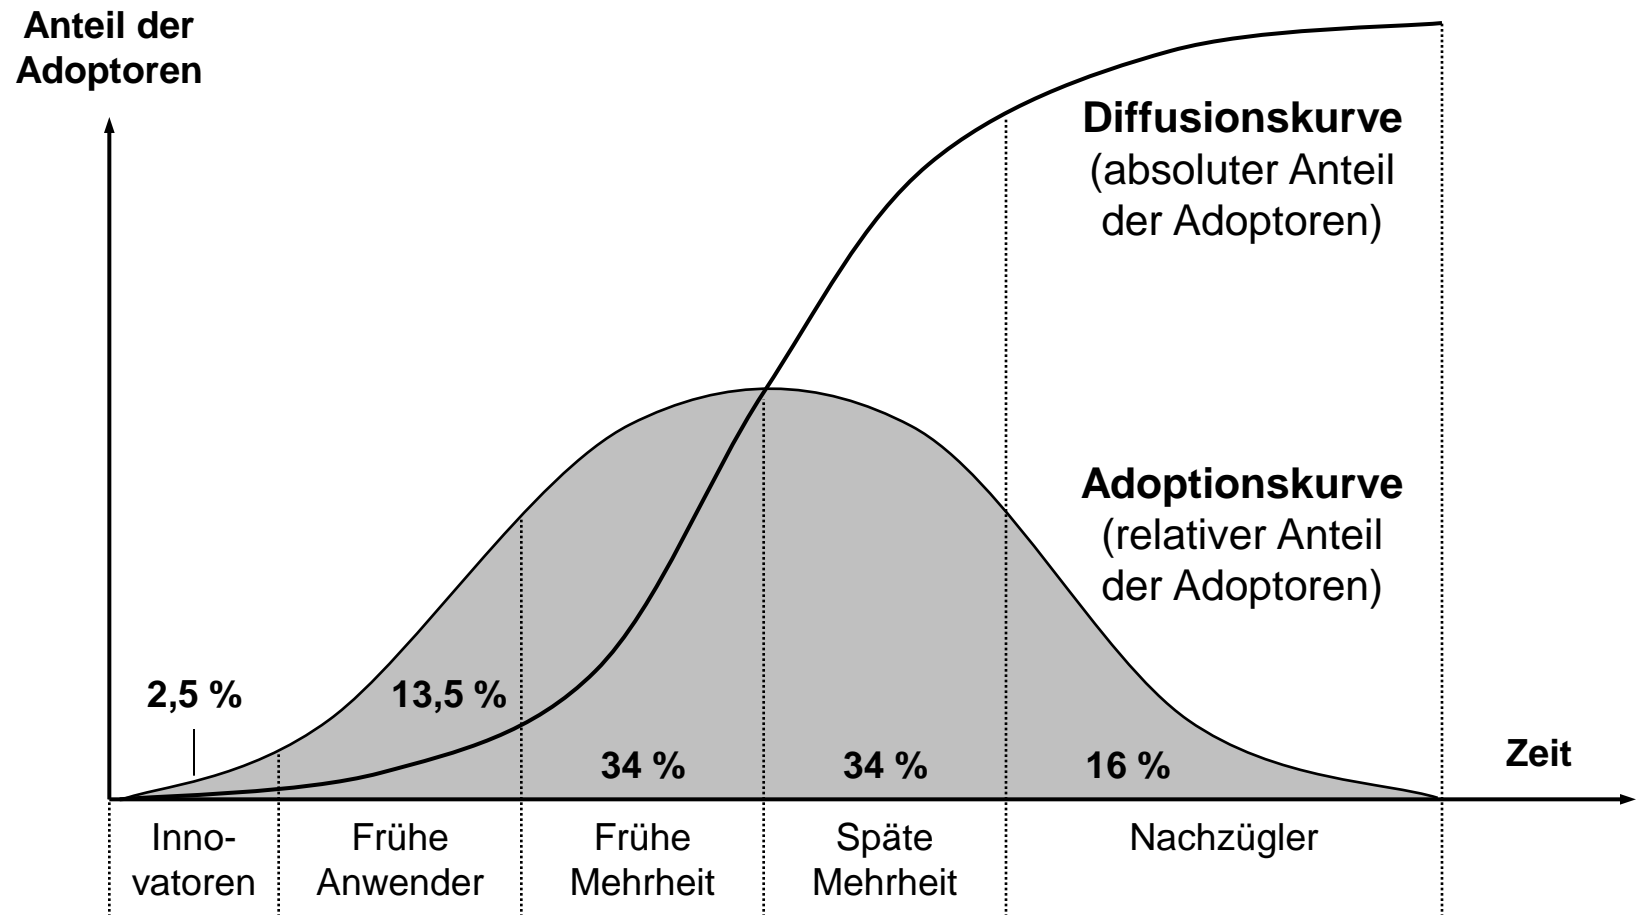 Anteil der
Adoptoren
Diffusionskurve
(absoluter Anteil
der Adoptoren)
Adoptionskurve
(relativer Anteil
der Adoptoren)
2,5 %
13,5 %
34 %
34 %
16 %
Zeit
Inno-
vatoren
Frühe
Anwender
Frühe
Mehrheit
Späte
Mehrheit
Nachzügler